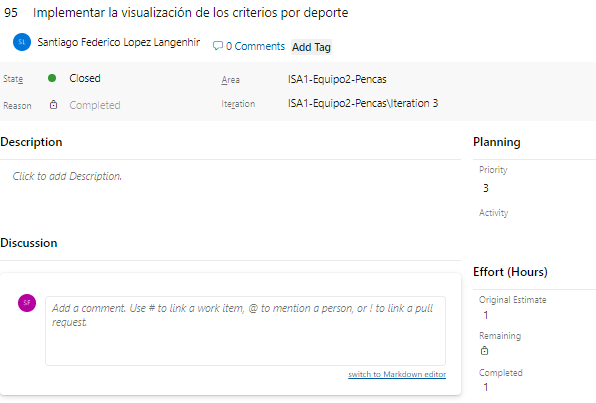 95 Implementar la visualización de los criterios por deporte
SL Santiago Federico Lopez Langenhir 0 Comments Add Tag
State Closed Area ISA1-Equipo2-Pencas
Reason Completed Iteration ISA1-Equipo2-Pencas\Iteration 3
Description
Click to add Description.
Planning
Priority
3
Activity
Discussion
SF Add a comment. Use # to link a work item, @ to mention a person, or ! to link a pull
request.
switch to Markdown editor
Effort (Hours)
Original Estimate
1
Remaining
Completed
1